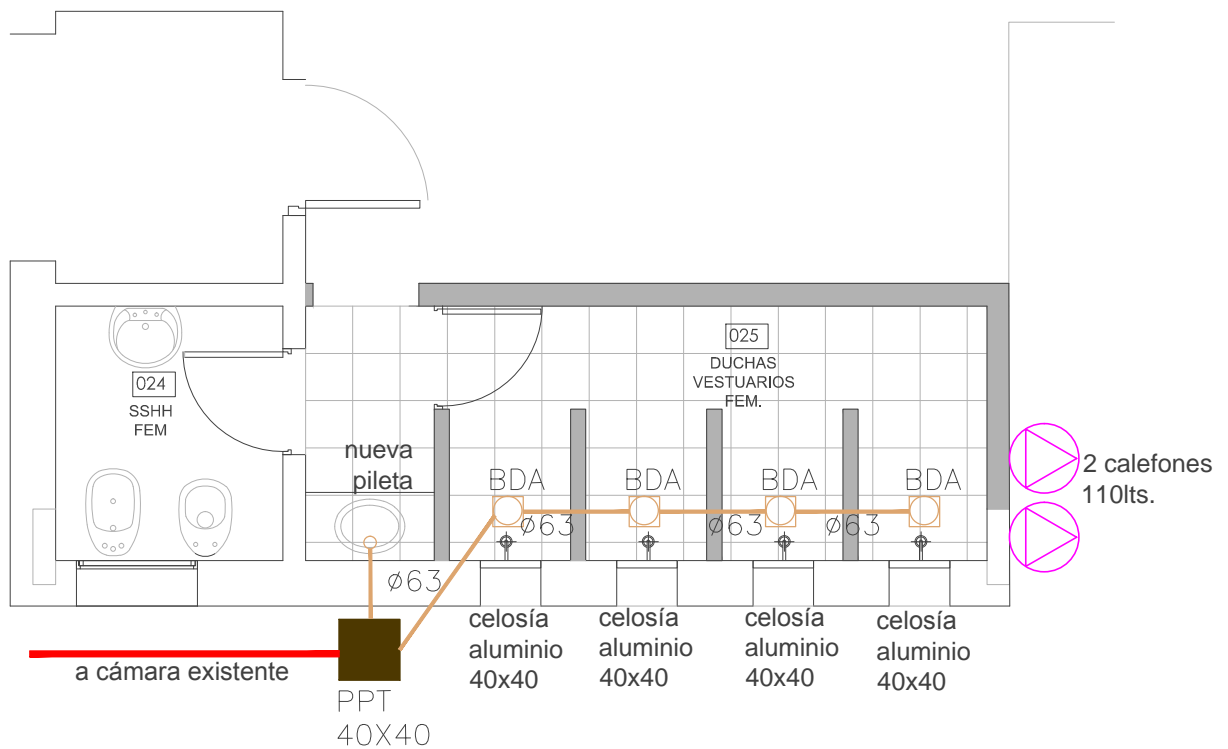 025
DUCHAS
VESTUARIOS
FEM.
024
SSHH
FEM
nueva
pileta
BDA
BDA
BDA
BDA
2 calefones
110lts.
ø63
ø63
ø63
ø63
celosía
aluminio
40x40
celosía
aluminio
40x40
celosía
aluminio
40x40
celosía
aluminio
40x40
a cámara existente
PPT
40X40